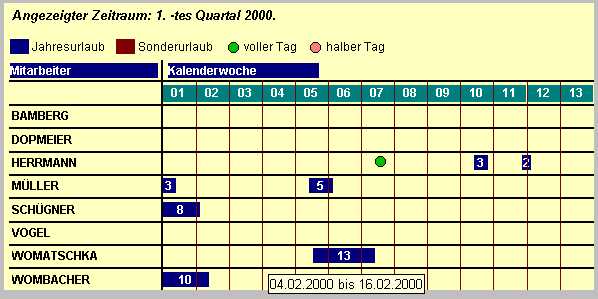 Angezeigter Zeitraum: 1. -tes Quartal 2000.
Jahresurlaub Sonderurlaub voller Tag halber Tag
Mitarbeiter Kalenderwoche
01 02 03 04 05 06 07 08 09 10 11 12 13
BAMBERG
DOPMEIER
HERRMANN 3 2
MÜLLER 3 5
SCHÜGNER 8
VOGEL
WOMATSCHKA 13
WOMBACHER 10
04.02.2000 bis 16.02.2000